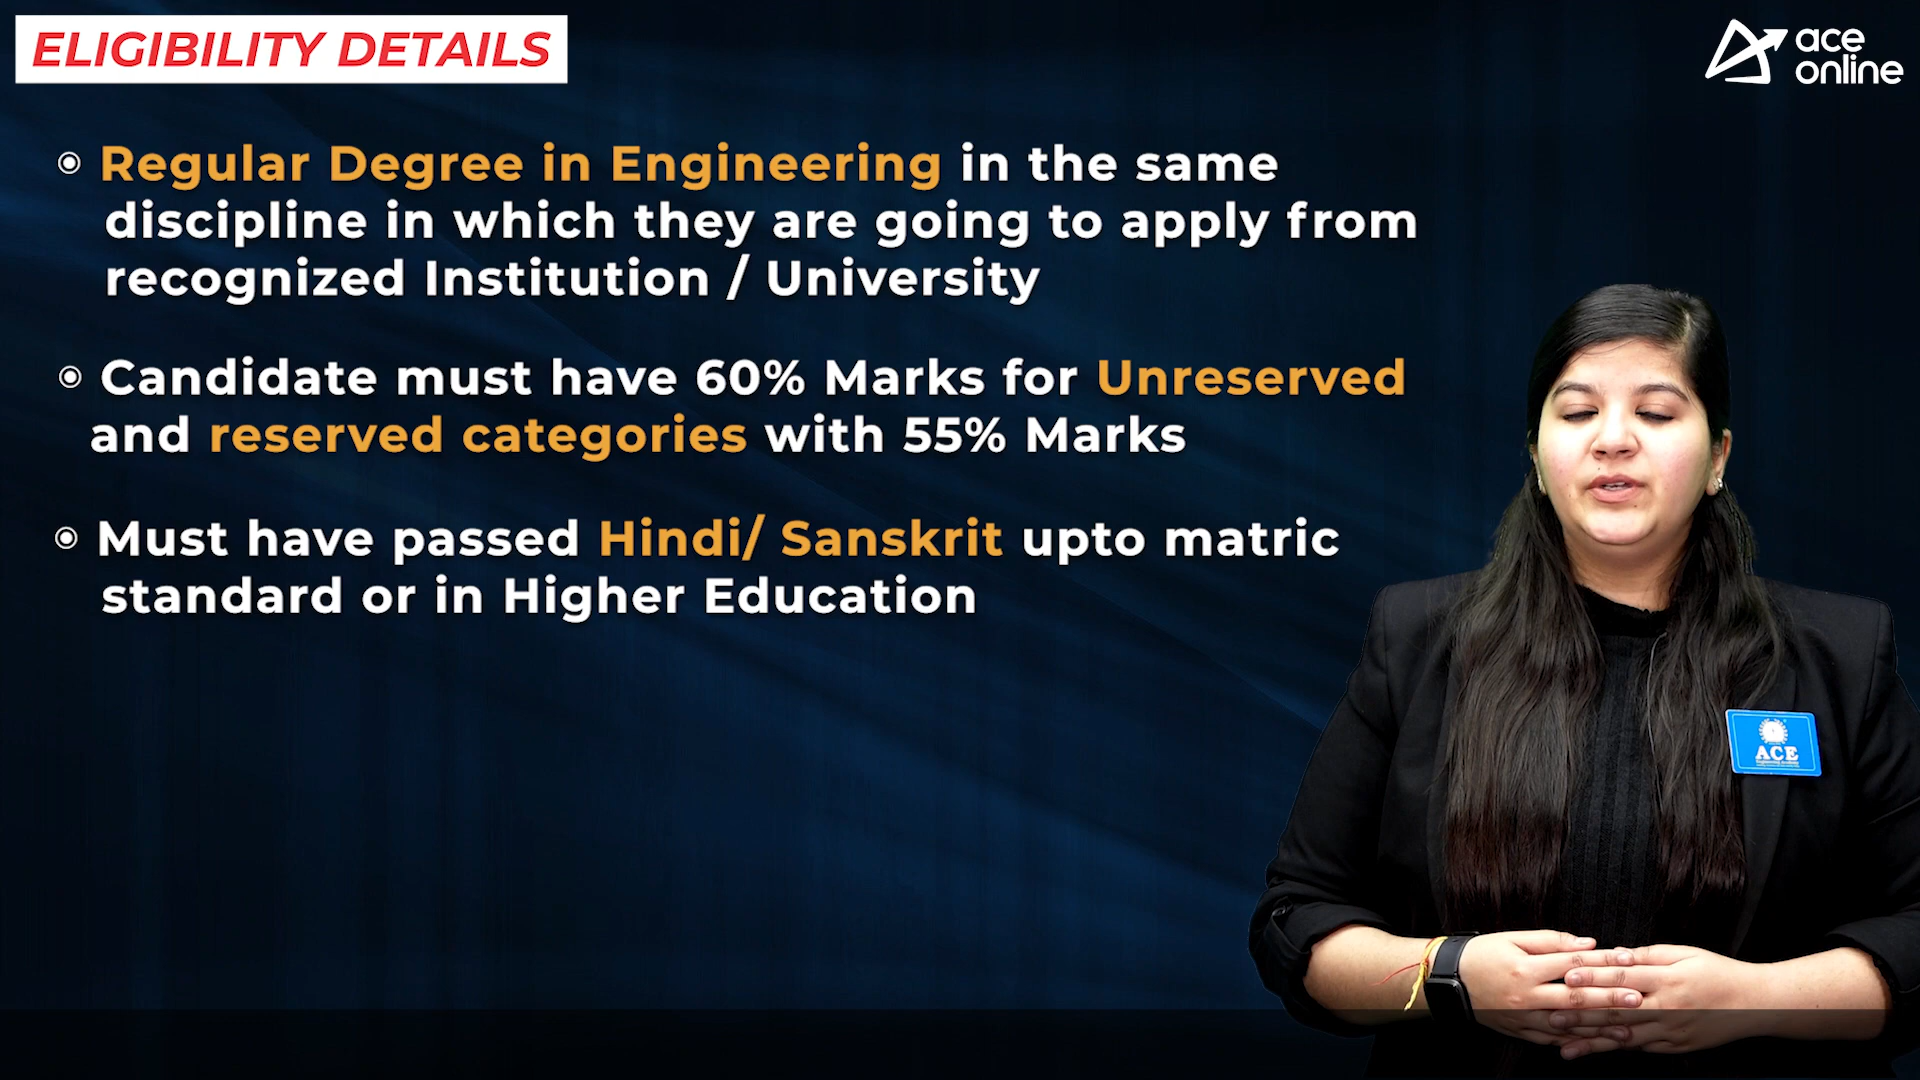 ELIGIBILITY DETAILS
ace
online
Regular Degree in Engineering in the same
discipline in which they are going to apply from
recognized Institution / University
Candidate must have 60% Marks for Unreserved
and reserved categories with 55% Marks
Must have passed Hindi/ Sanskrit upto matric
standard or in Higher Education
ACE